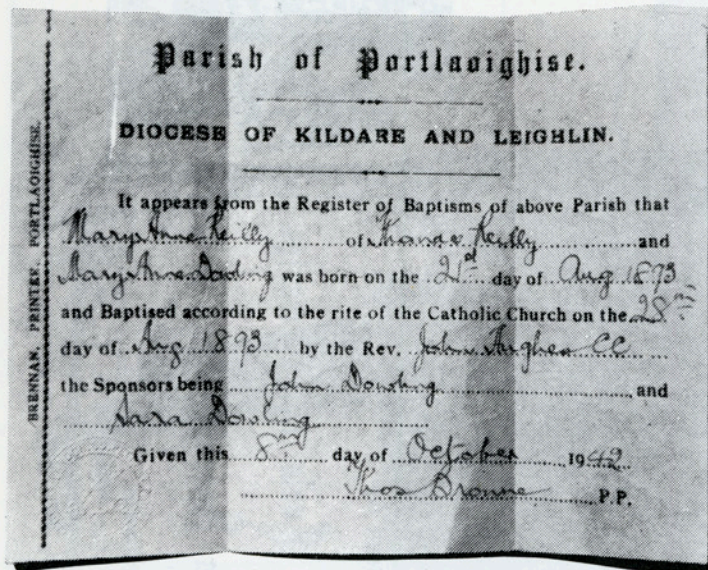 Parish of Portlaoighise.
DIOCESE OF KILDARE AND LEIGHLIN.
It appears from the Register of Baptisms of above Parish that
Mary Anne Reilly of Thomas Reilly and
Mary Anne Dowling was born on the day of Aug 1893
and Baptised according to the rite of the Catholic Church on the 28th
day of Aug 1893 by the Rev. John Hughes CC
the Sponsors being John Dowling and
Sara Dowling
Given this 8th day of October 1942
Thos Browne P.P.
BRENNAN, PRINTER, PORTLAOIGHISE.